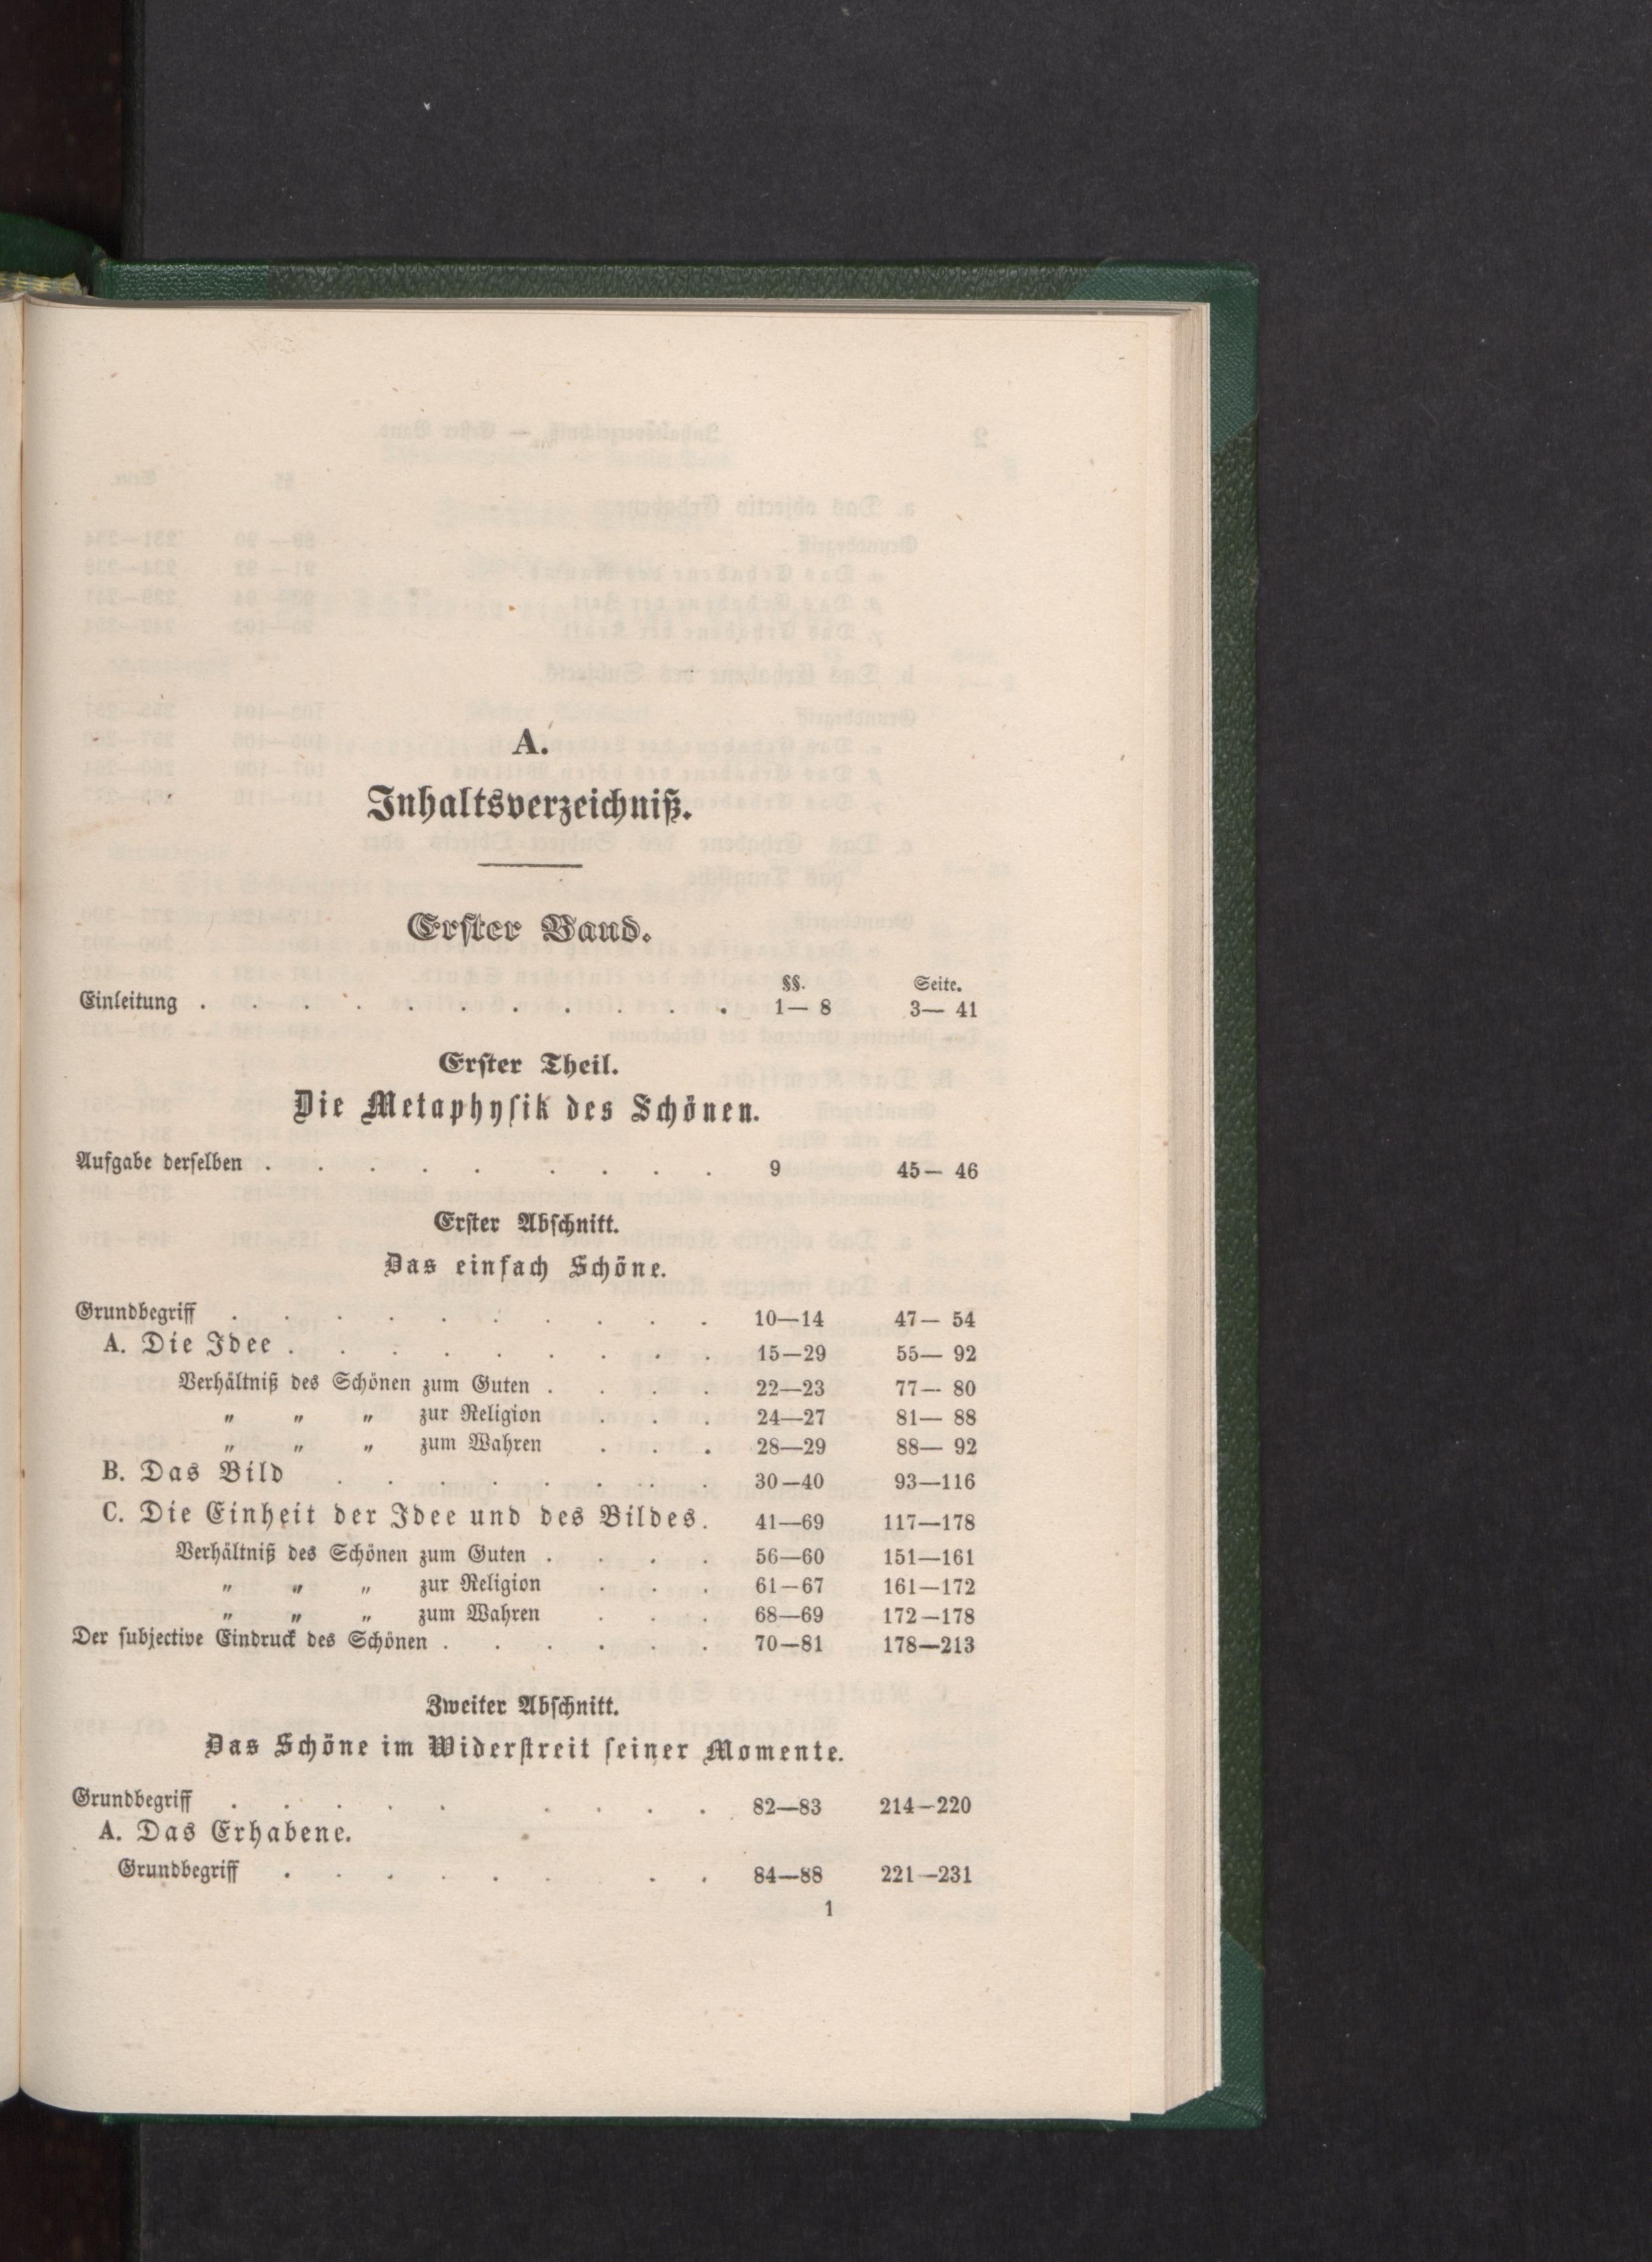 A.
Inhaltsverzeichniß.
Erster Band.
§§. Seite.
Einleitung . . . . . . . . . . . 1— 8 3— 41
Erster Theil.
Die Metaphyſik des Schönen.
Aufgabe derſelben . . . . . . . . . 9 45— 46
Erſter Abſchnitt.
Das einfach Schöne.
Grundbegriff . . . . . . . . . . 10—14 47— 54
A. Die Idee . . . . . . . . . 15—29 55— 92
Verhältniß des Schönen zum Guten . . . . 22—23 77— 80
" " " zur Religion . . . 24—27 81— 88
" " " zum Wahren . . . 28—29 88— 92
B. Das Bild . . . . . . . . 30—40 93—116
C. Die Einheit der Idee und des Bildes. 41—69 117—178
Verhältniß des Schönen zum Guten . . . . 56—60 151—161
" " " zur Religion . . . 61—67 161—172
" " " zum Wahren . . . 68—69 172—178
Der ſubjective Eindruck des Schönen . . . . . . 70—81 178—213
Zweiter Abſchnitt.
Das Schöne im Widerſtreit ſeiner Momente.
Grundbegriff . . . . . . . . . 82—83 214—220
A. Das Erhabene.
Grundbegriff . . . . . . . . 84—88 221—231
1